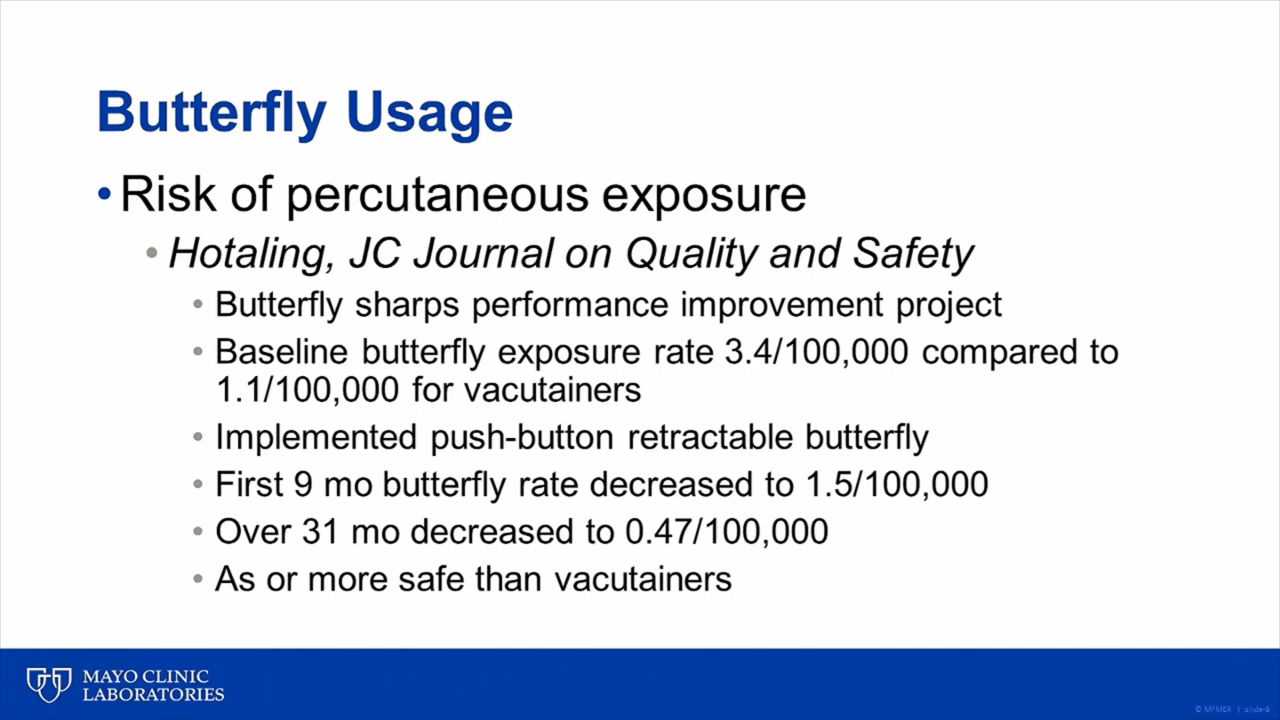 Butterfly Usage
• Risk of percutaneous exposure
• Hotaling, JC Journal on Quality and Safety
• Butterfly sharps performance improvement project
• Baseline butterfly exposure rate 3.4/100,000 compared to
1.1/100,000 for vacutainers
• Implemented push-button retractable butterfly
• First 9 mo butterfly rate decreased to 1.5/100,000
• Over 31 mo decreased to 0.47/100,000
• As or more safe than vacutainers
MAYO CLINIC
LABORATORIES
© MFMER |